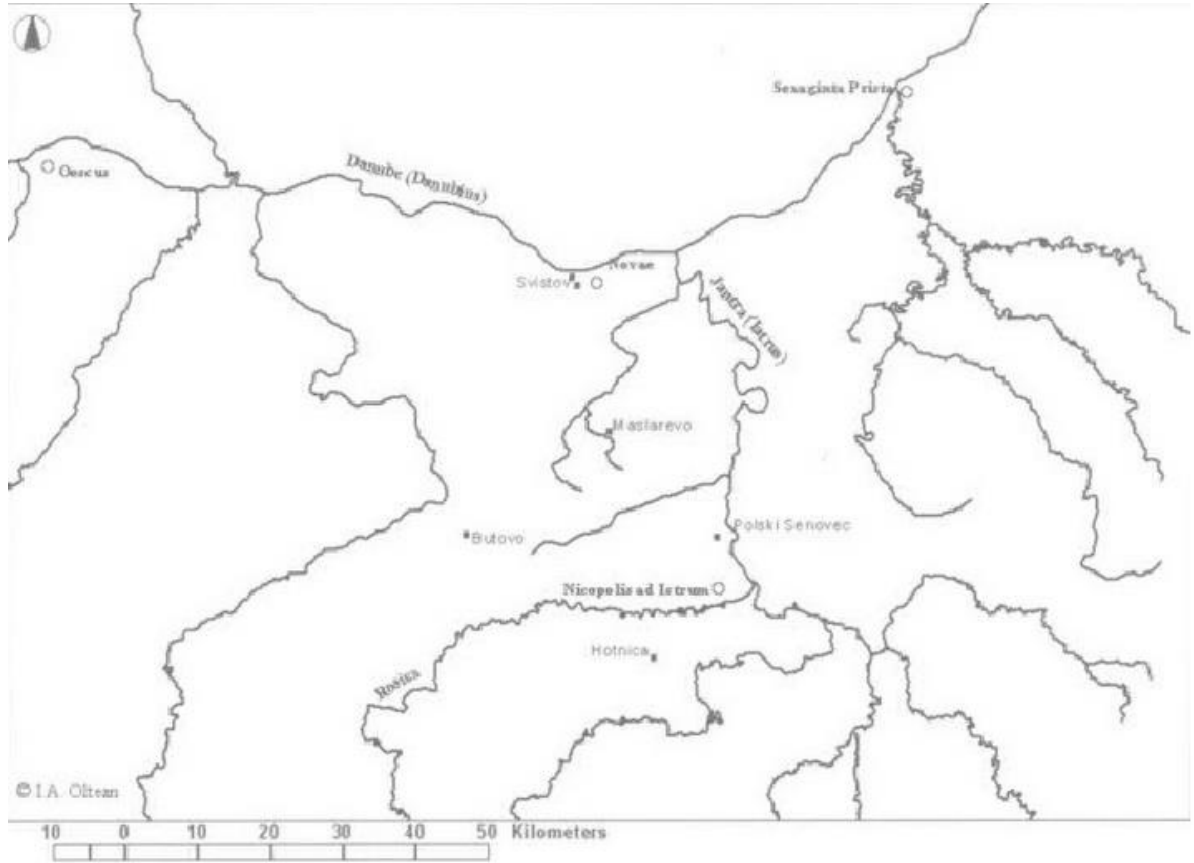 Sexaginta Prista
Oescus
Danube (Danubius)
Novae
Svistov
Jantra (Iatrus)
Maslarevo
Butovo
Polski Senovec
Nicopolis ad Istrum
Hotnica
Rosica
© I.A. Oltean
10 0 10 20 30 40 50 Kilometers